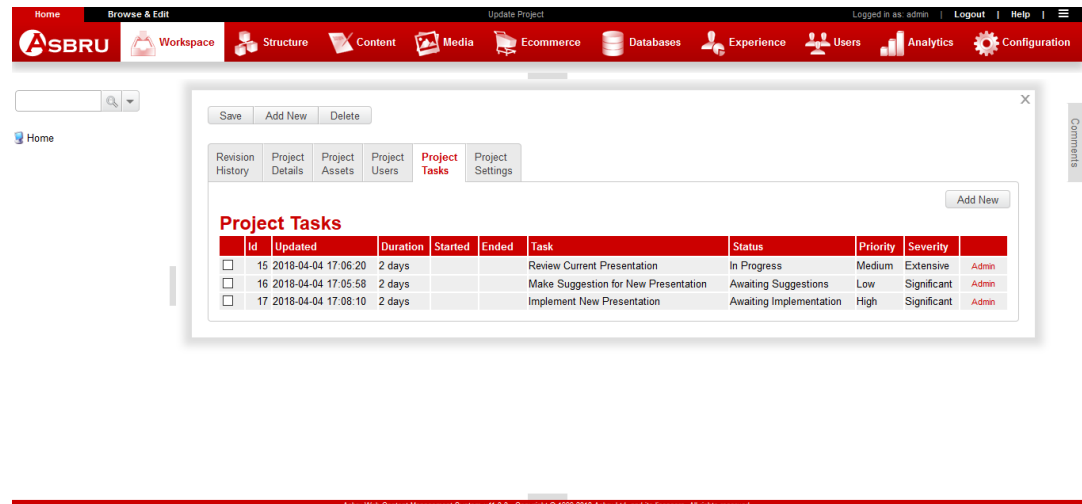 Home Browse & Edit Update Project Logged in as: admin | Logout | Help |
ASBRU Workspace Structure Content Media Ecommerce Databases Experience Users Analytics Configuration
Home
Save Add New Delete X
Comments
Revision History Project Details Project Assets Project Users Project Tasks Project Settings
Add New
Project Tasks
Id Updated Duration Started Ended Task Status Priority Severity
15 2018-04-04 17:06:20 2 days Review Current Presentation In Progress Medium Extensive Admin
16 2018-04-04 17:05:58 2 days Make Suggestion for New Presentation Awaiting Suggestions Low Significant Admin
17 2018-04-04 17:08:10 2 days Implement New Presentation Awaiting Implementation High Significant Admin